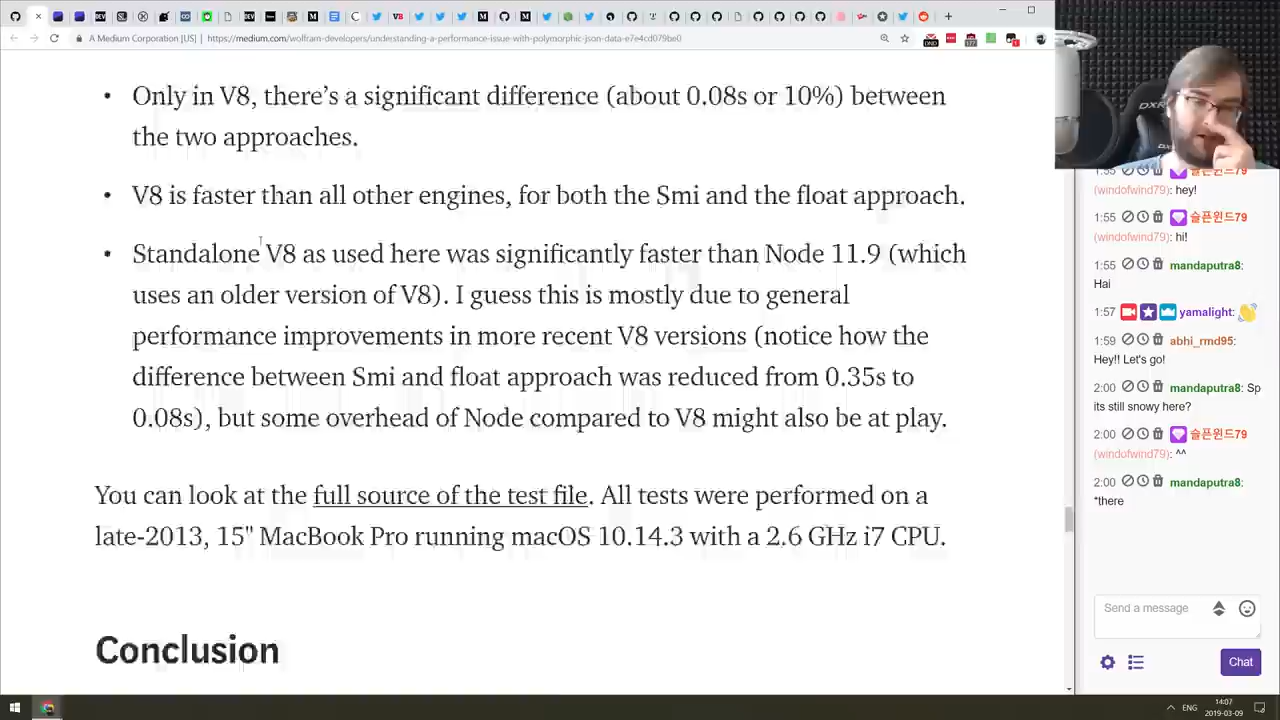 A Medium Corporation [US] | https://medium.com/wolfram-developers/understanding-a-performance-issue-with-polymorphic-json-data-e7e4cd079be0
• Only in V8, there's a significant difference (about 0.08s or 10%) between
the two approaches.
• V8 is faster than all other engines, for both the Smi and the float approach.
• Standalone V8 as used here was significantly faster than Node 11.9 (which
uses an older version of V8). I guess this is mostly due to general
performance improvements in more recent V8 versions (notice how the
difference between Smi and float approach was reduced from 0.35s to
0.08s), but some overhead of Node compared to V8 might also be at play.
You can look at the full source of the test file. All tests were performed on a
late-2013, 15" MacBook Pro running macOS 10.14.3 with a 2.6 GHz i7 CPU.
Conclusion
DXR
1:55 슬픈윈드79
(windofwind79): hey!
1:55 슬픈윈드79
(windofwind79): hi!
1:55 mandaputra8:
Hai
1:57 yamalight:
1:59 abhi_rmd95:
Hey!! Let's go!
2:00 mandaputra8: Sp
its still snowy here?
2:00 슬픈윈드79
(windofwind79): ^^
2:00 mandaputra8:
*there
Send a message
Chat
ENG
14:07
2019-03-09